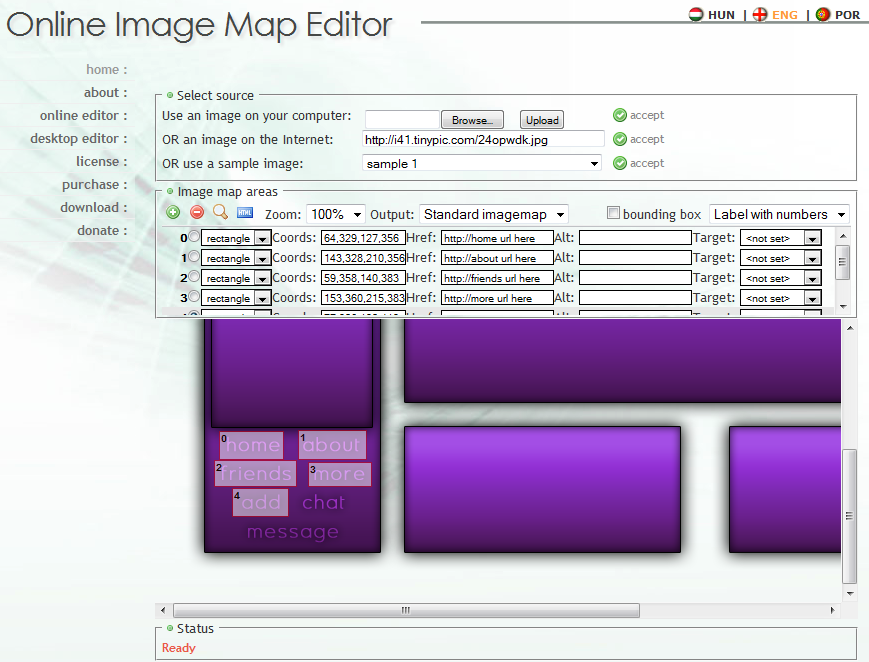 Online Image Map Editor
HUN | ENG | POR
home :
about :
online editor :
desktop editor :
license :
purchase :
download :
donate :
Select source
Use an image on your computer: Browse... Upload accept
OR an image on the Internet: http://i41.tinypic.com/24opwdk.jpg accept
OR use a sample image: sample 1 accept
Image map areas
HTML Zoom: 100% Output: Standard imagemap bounding box Label with numbers
0 rectangle Coords: 64,329,127,356 Href: http://home url here Alt: Target: <not set>
1 rectangle Coords: 143,328,210,356 Href: http://about url here Alt: Target: <not set>
2 rectangle Coords: 59,358,140,383 Href: http://friends url here Alt: Target: <not set>
3 rectangle Coords: 153,360,215,383 Href: http://more url here Alt: Target: <not set>
0 home 1 about
2 friends 3 more
4 add chat
message
Status
Ready